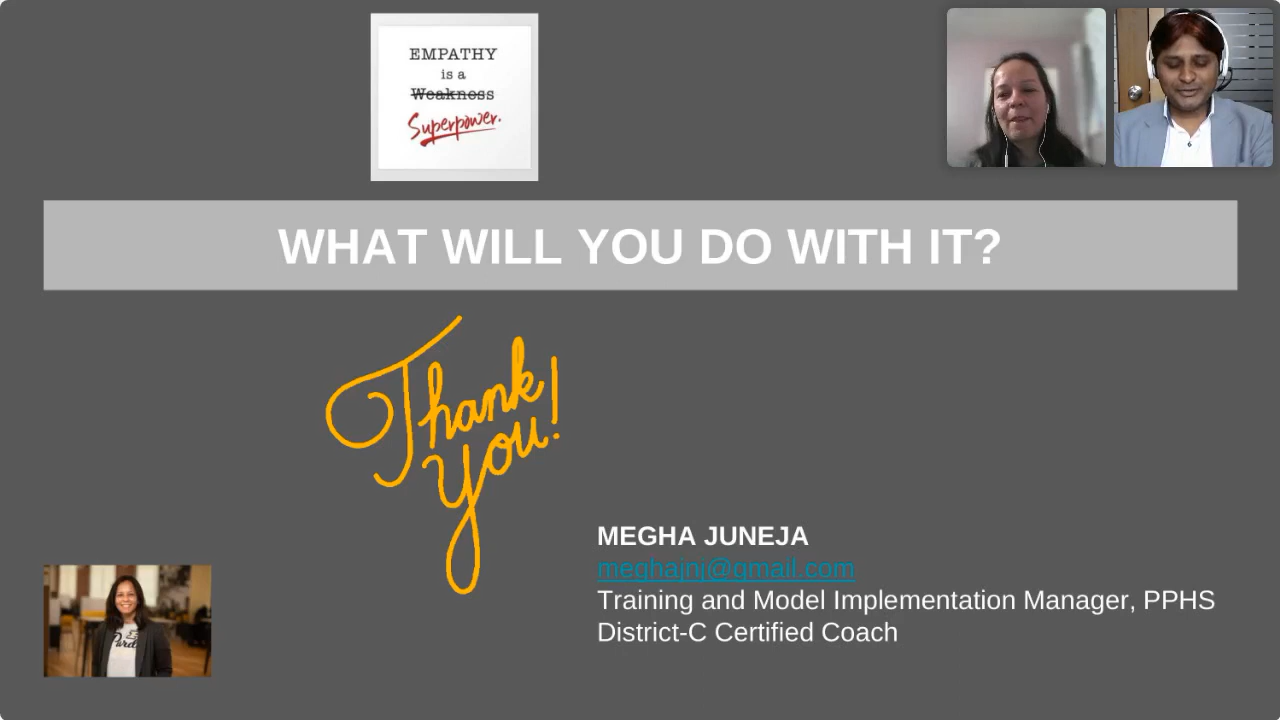 EMPATHY
is a
Weakness
Superpower.
WHAT WILL YOU DO WITH IT?
Thank
you!
MEGHA JUNEJA
meghajnj@gmail.com
Training and Model Implementation Manager, PPHS
District-C Certified Coach